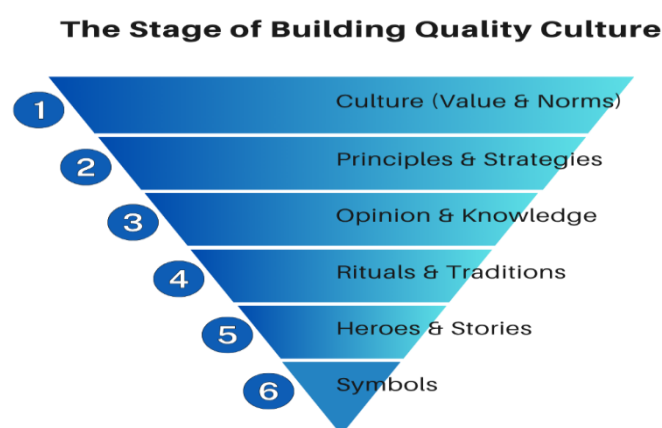 The Stage of Building Quality Culture
1 Culture (Value & Norms)
2 Principles & Strategies
3 Opinion & Knowledge
4 Rituals & Traditions
5 Heroes & Stories
6 Symbols